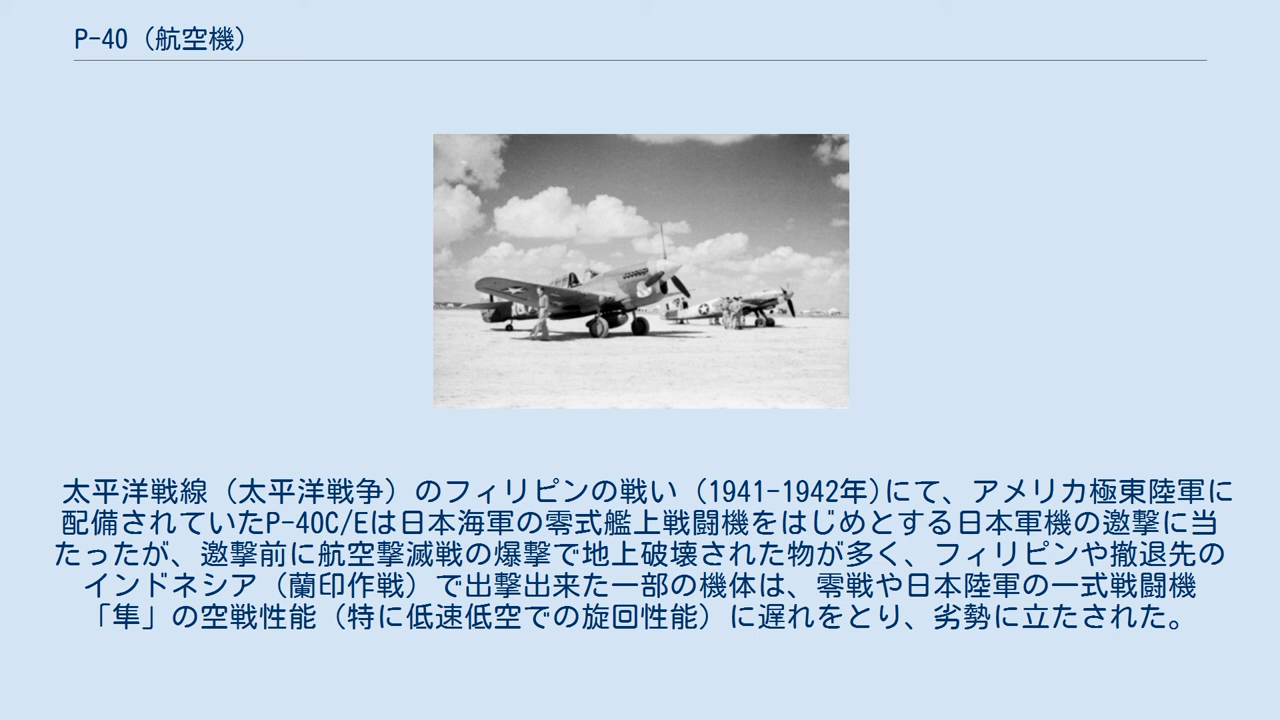 P-40（航空機）
太平洋戦線（太平洋戦争）のフィリピンの戦い（1941-1942年)にて、アメリカ極東陸軍に
配備されていたP-40C/Eは日本海軍の零式艦上戦闘機をはじめとする日本軍機の邀撃に当
たったが、邀撃前に航空撃滅戦の爆撃で地上破壊された物が多く、フィリピンや撤退先の
インドネシア（蘭印作戦）で出撃出来た一部の機体は、零戦や日本陸軍の一式戦闘機
「隼」の空戦性能（特に低速低空での旋回性能）に遅れをとり、劣勢に立たされた。